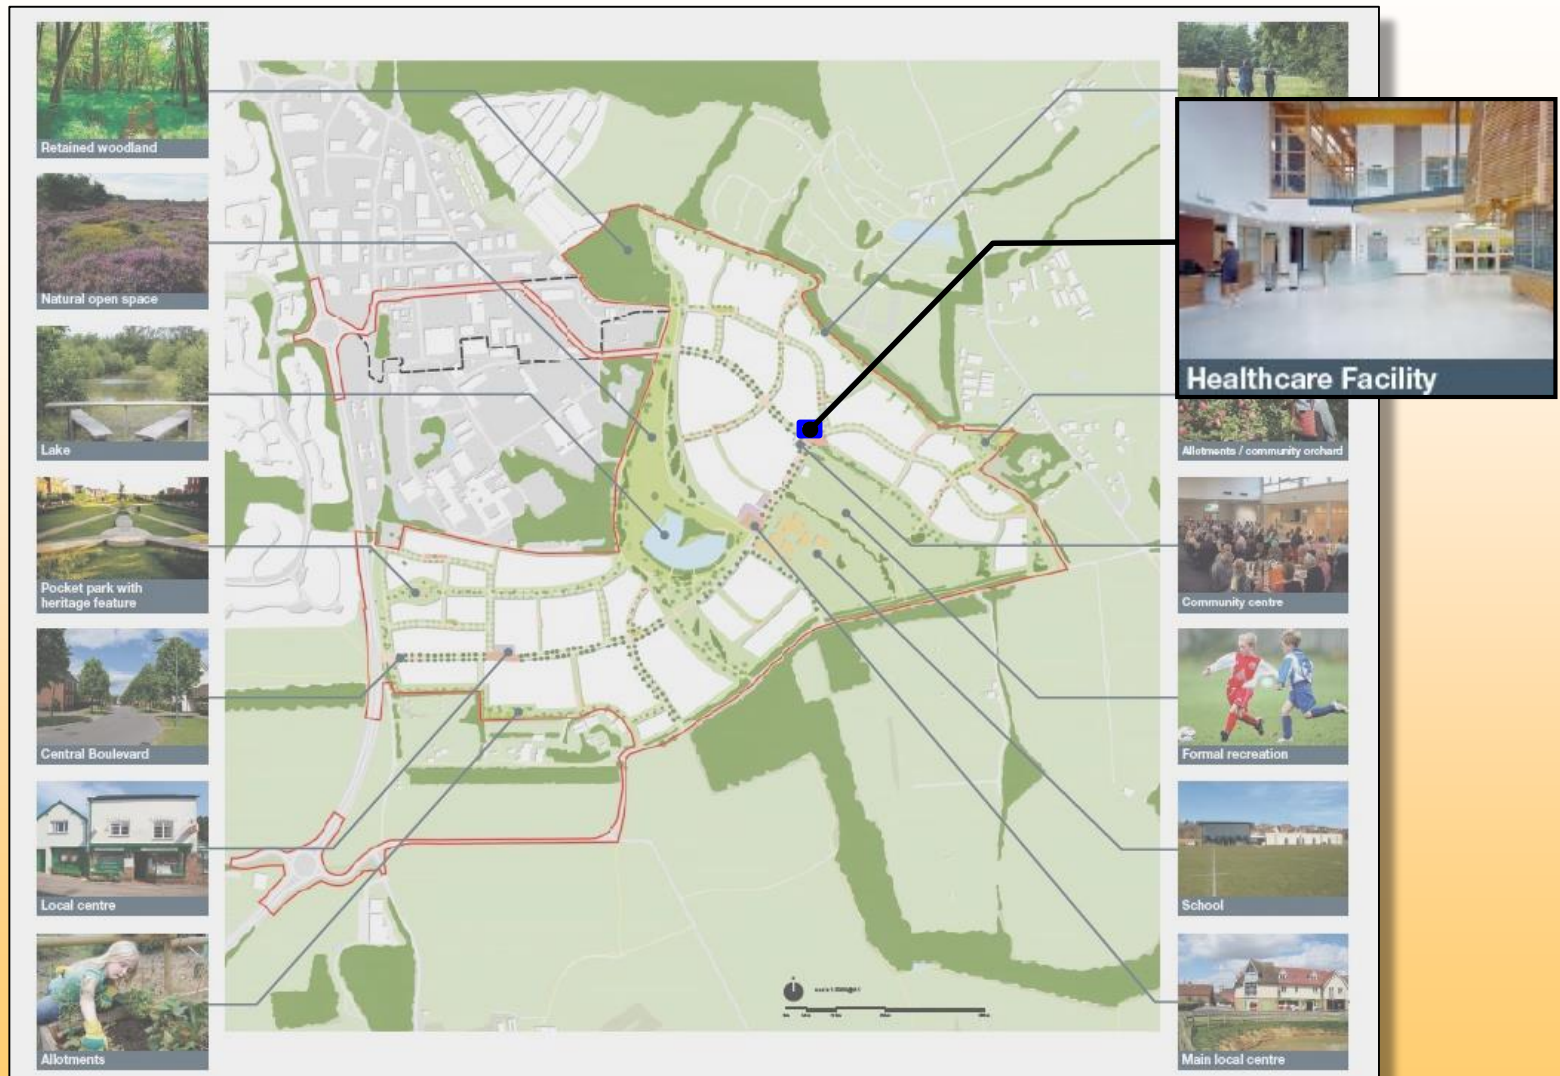 Retained woodland
Natural open space
Lake
Pocket park with
heritage feature
Central Boulevard
Local centre
Allotments
Healthcare Facility
Allotments / community orchard
Community centre
Formal recreation
School
Main local centre